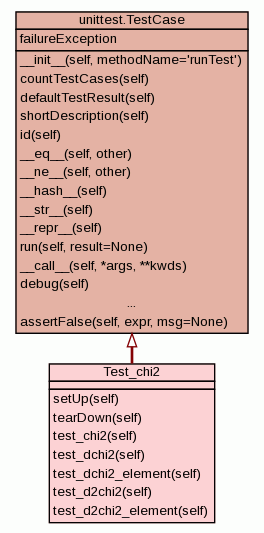 unittest.TestCase
failureException
__init__(self, methodName='runTest')
countTestCases(self)
defaultTestResult(self)
shortDescription(self)
id(self)
__eq__(self, other)
__ne__(self, other)
__hash__(self)
__str__(self)
__repr__(self)
run(self, result=None)
__call__(self, *args, **kwds)
debug(self)
...
assertFalse(self, expr, msg=None)
Test_chi2
setUp(self)
tearDown(self)
test_chi2(self)
test_dchi2(self)
test_dchi2_element(self)
test_d2chi2(self)
test_d2chi2_element(self)